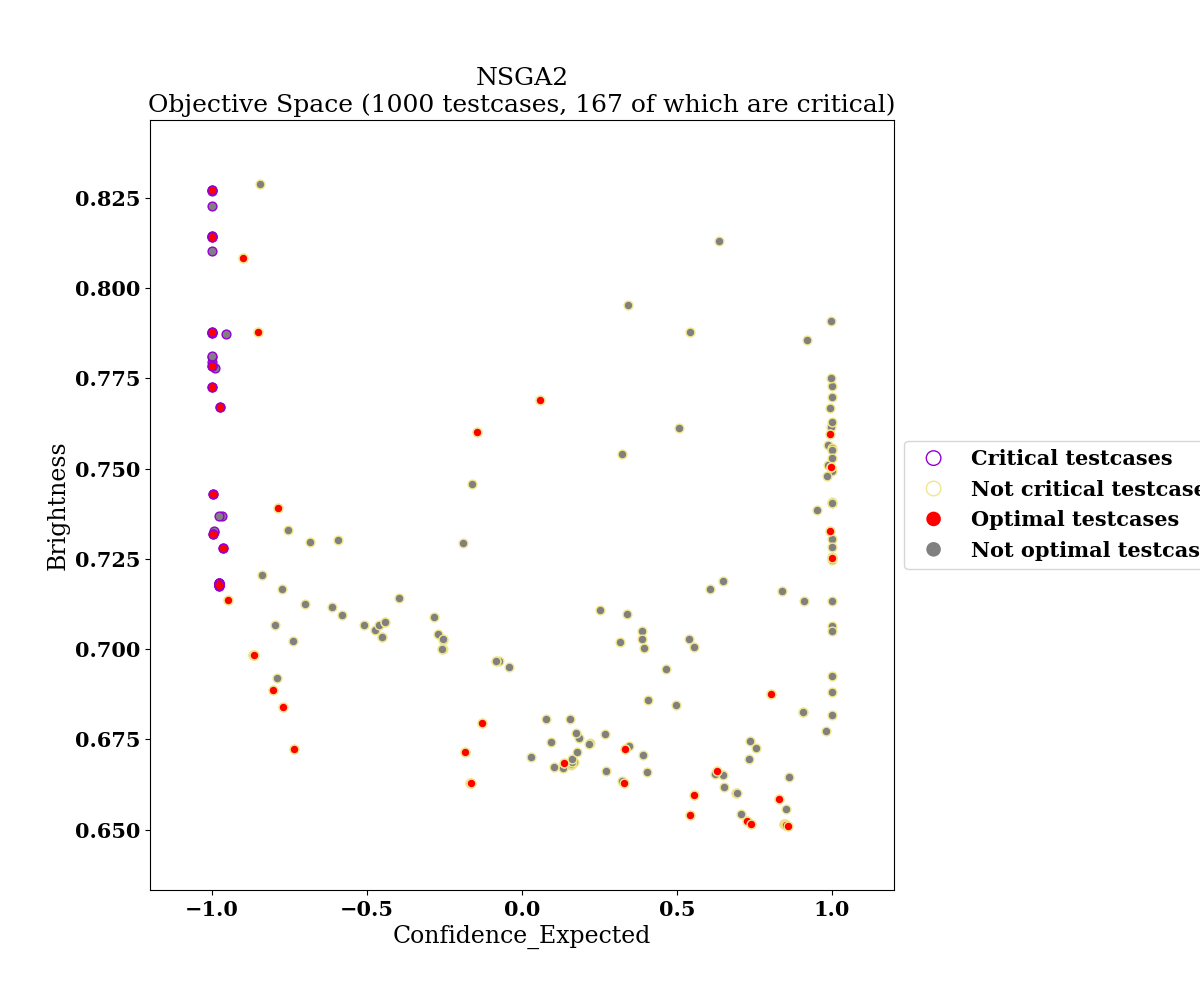 NSGA2
Objective Space (1000 testcases, 167 of which are critical)
0.825
0.800
0.775
0.750
0.725
0.700
0.675
0.650
Brightness
−1.0
−0.5
0.0
0.5
1.0
Confidence_Expected
Critical testcases
Not critical testcase
Optimal testcases
Not optimal testcas